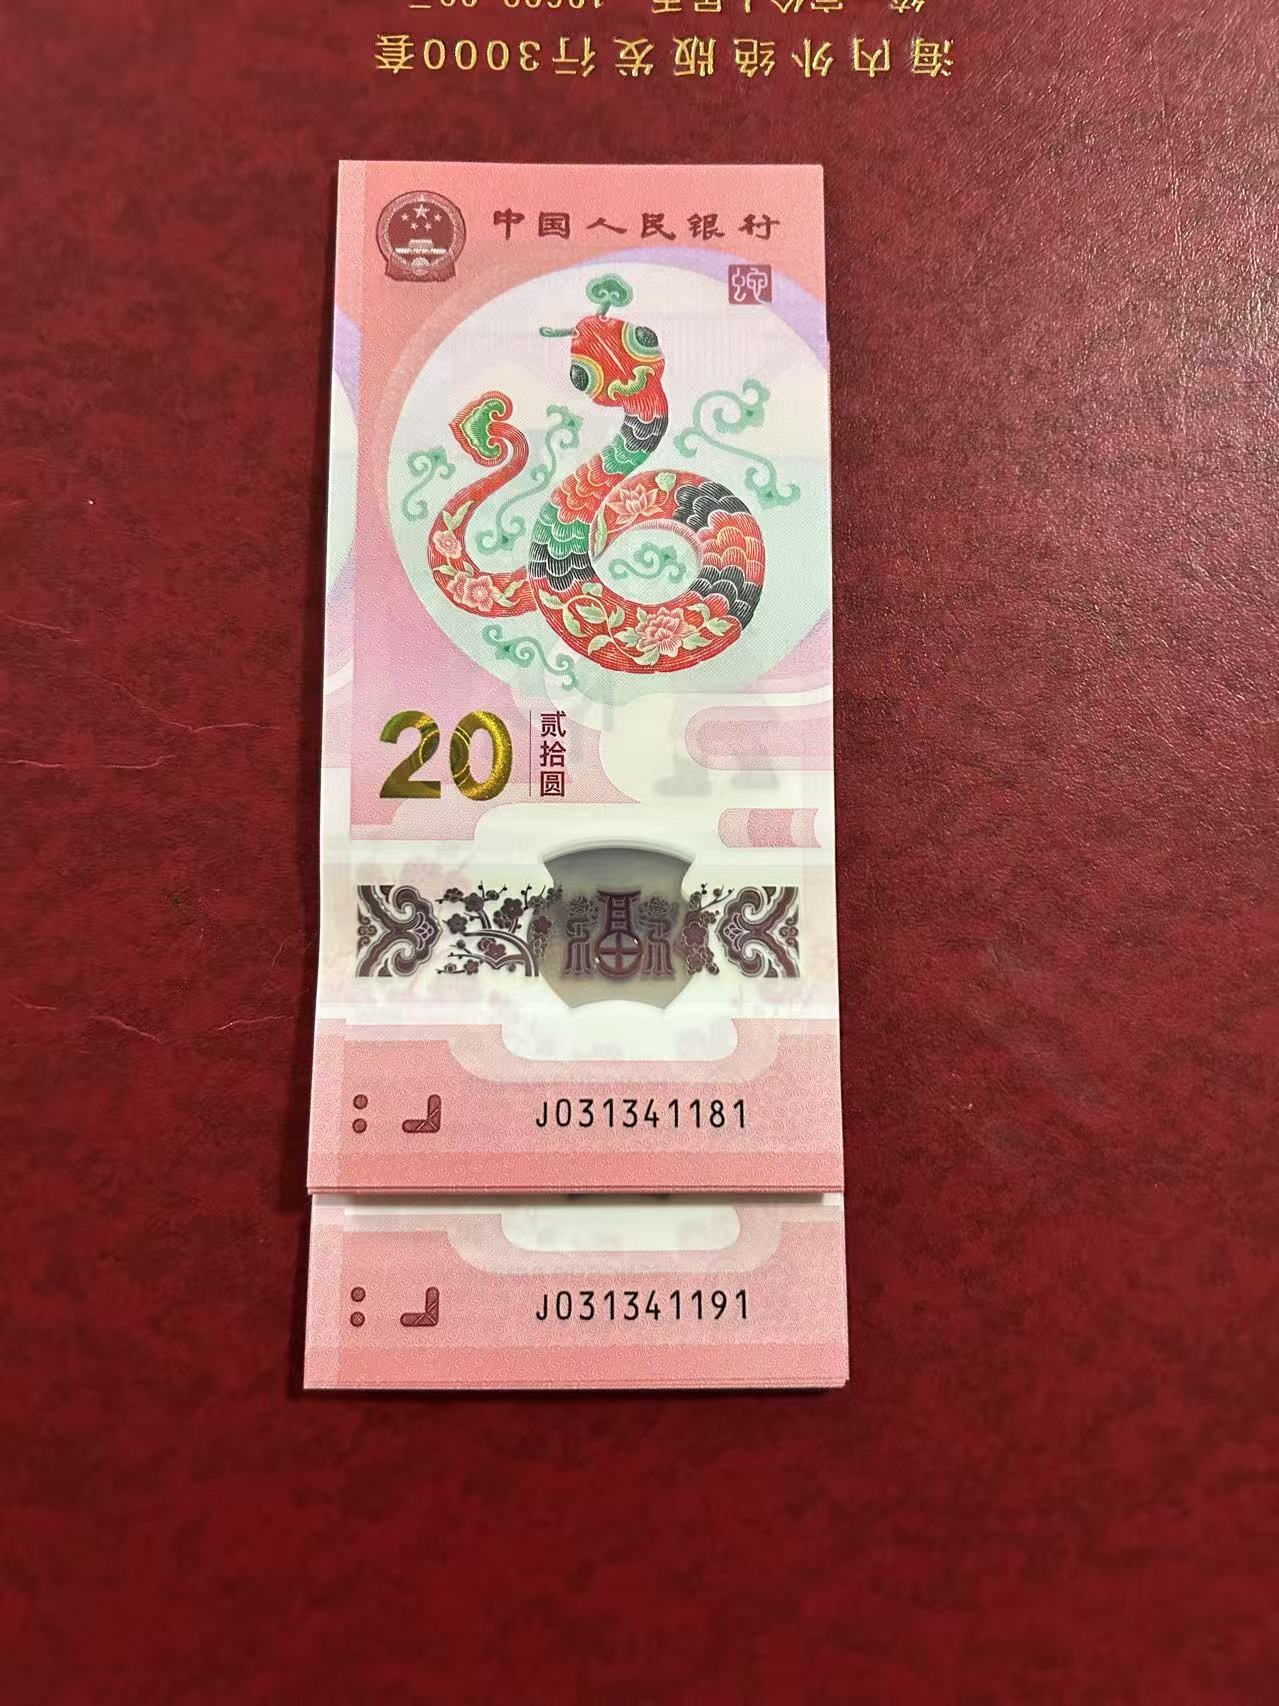 海内外绝版发行3000套
中国人民银行
蛇
20
贰拾圆
福
J031341181
J031341191